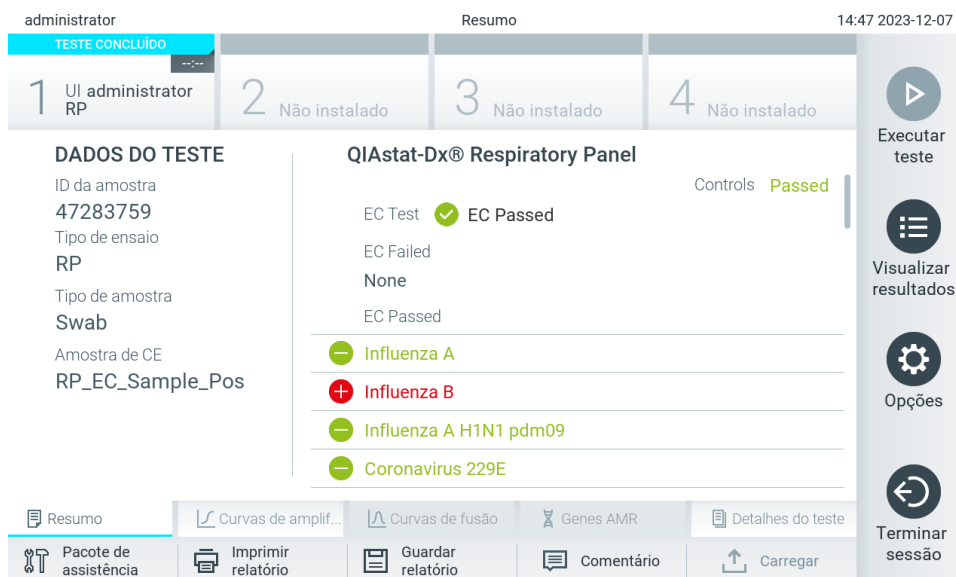 administrator
Resumo
14:47 2023-12-07
TESTE CONCLUÍDO
--:--
1
UI administrator
RP
2
Não instalado
3
Não instalado
4
Não instalado
Executar
teste
DADOS DO TESTE
ID da amostra
47283759
Tipo de ensaio
RP
Tipo de amostra
Swab
Amostra de CE
RP_EC_Sample_Pos
QIAstat-Dx® Respiratory Panel
Controls Passed
EC Test EC Passed
EC Failed
None
EC Passed
Influenza A
Influenza B
Influenza A H1N1 pdm09
Coronavirus 229E
Visualizar
resultados
Opções
Terminar
sessão
Resumo
Curvas de amplif...
Curvas de fusão
Genes AMR
Detalhes do teste
Pacote de
assistência
Imprimir
relatório
Guardar
relatório
Comentário
Carregar